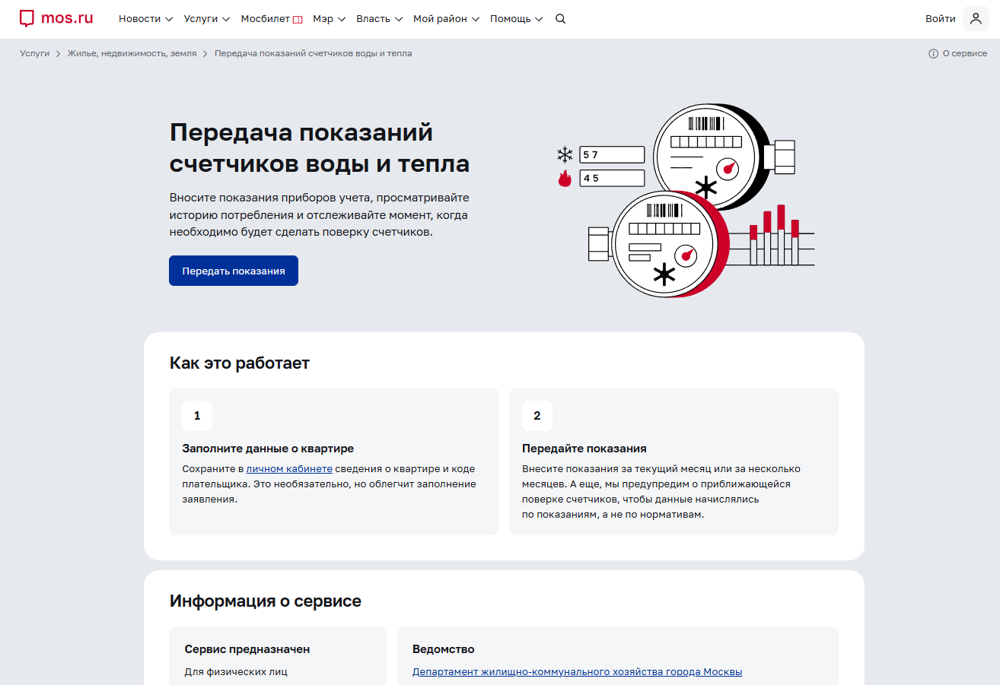 mos.ru Новости Услуги Мосбилет Мэр Власть Мой район Помощь Войти
Услуги Жилье, недвижимость, земля Передача показаний счетчиков воды и тепла О сервисе
Передача показаний
счетчиков воды и тепла
Вносите показания приборов учета, просматривайте
историю потребления и отслеживайте момент, когда
необходимо будет сделать поверку счетчиков.
Передать показания
5 7
4 5
Как это работает
1
Заполните данные о квартире
Сохраните в личном кабинете сведения о квартире и коде
плательщика. Это необязательно, но облегчит заполнение
заявления.
2
Передайте показания
Внесите показания за текущий месяц или за несколько
месяцев. А еще, мы предупредим о приближающейся
поверке счетчиков, чтобы данные начислялись
по показаниям, а не по нормативам.
Информация о сервисе
Сервис предназначен
Для физических лиц
Ведомство
Департамент жилищно-коммунального хозяйства города Москвы